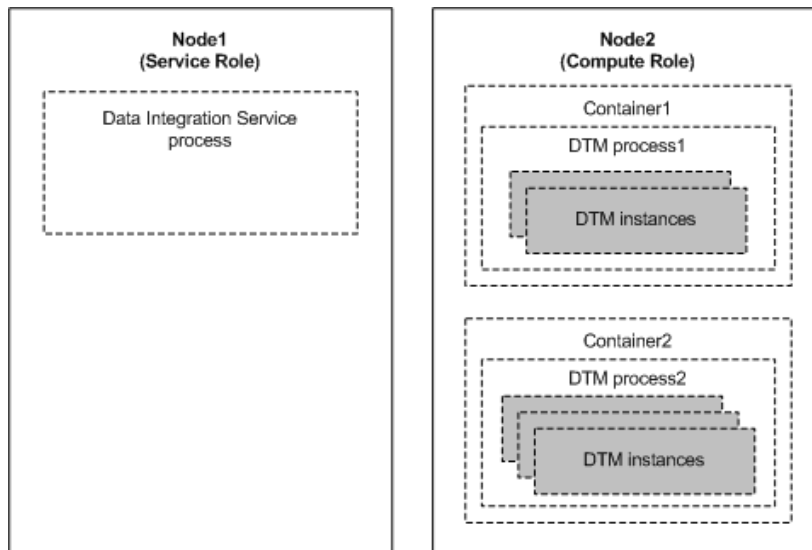 Node1
(Service Role)
Data Integration Service
process
Node2
(Compute Role)
Container1
DTM process1
DTM instances
Container2
DTM process2
DTM instances